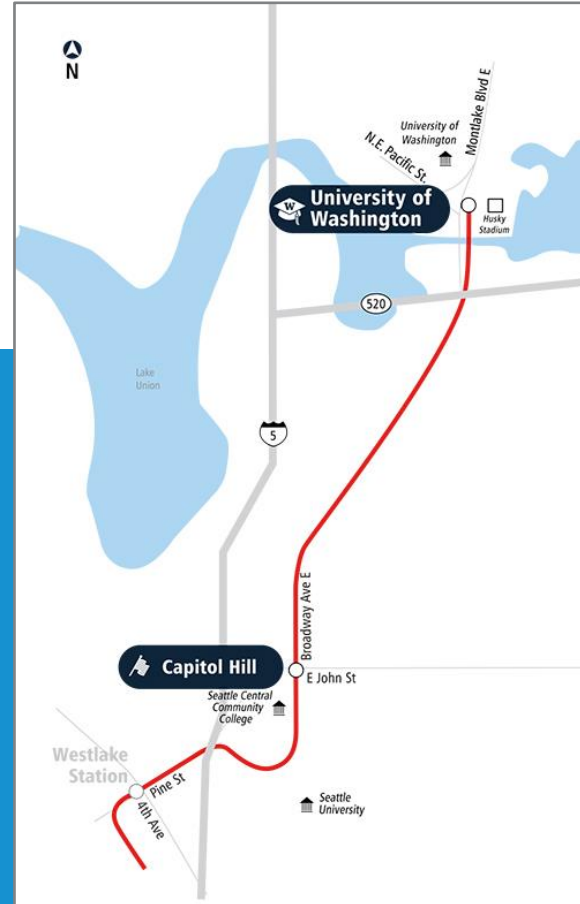 N
Montlake Blvd E
University of
Washington
N.E. Pacific St.
W
University of
Washington
Husky
Stadium
520
Lake
Union
5
Broadway Ave E
Capitol Hill
E John St
Seattle Central
Community
College
Westlake
Station
Pine St
4th Ave
Seattle
University